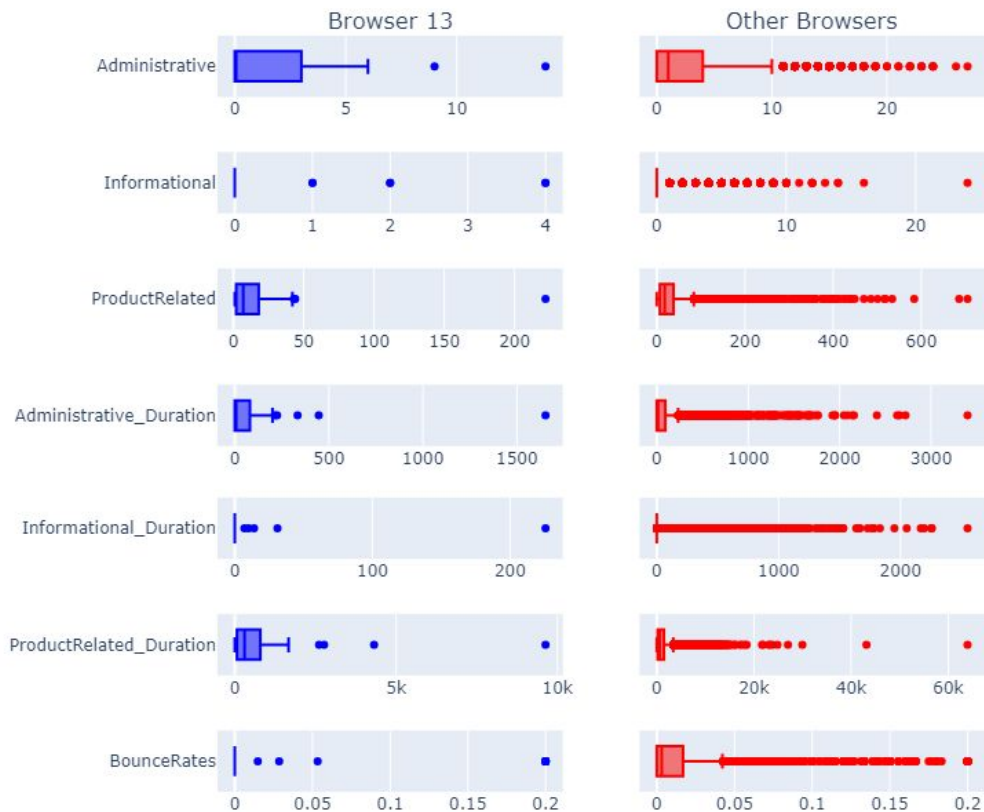 Browser 13 Other Browsers
Administrative
0 5 10 0 10 20
Informational
0 1 2 3 4 0 10 20
ProductRelated
0 50 100 150 200 0 200 400 600
Administrative_Duration
0 500 1000 1500 0 1000 2000 3000
Informational_Duration
0 100 200 0 1000 2000
ProductRelated_Duration
0 5k 10k 0 20k 40k 60k
BounceRates
0 0.05 0.1 0.15 0.2 0 0.05 0.1 0.15 0.2